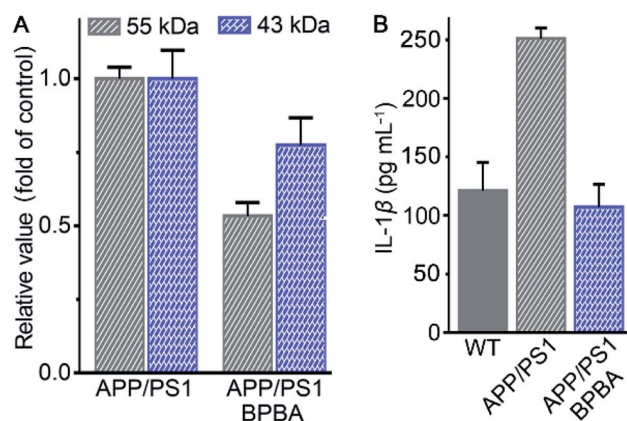 A
55 kDa
43 kDa
Relative value (fold of control)
1.0
0.5
0.0
APP/PS1
APP/PS1
BPBA
B
IL-1β (pg mL⁻¹)
250
200
150
100
50
0
WT
APP/PS1
APP/PS1
BPBA